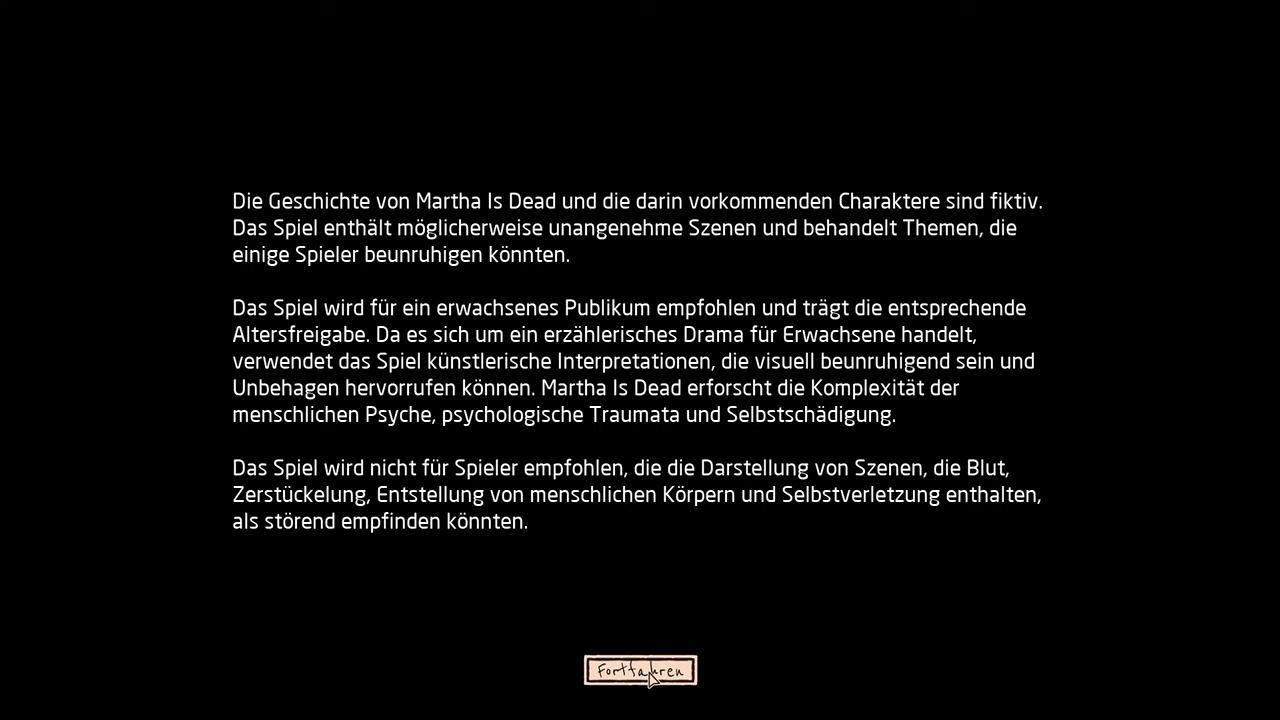 Die Geschichte von Martha Is Dead und die darin vorkommenden Charaktere sind fiktiv.
Das Spiel enthält möglicherweise unangenehme Szenen und behandelt Themen, die
einige Spieler beunruhigen könnten.
Das Spiel wird für ein erwachsenes Publikum empfohlen und trägt die entsprechende
Altersfreigabe. Da es sich um ein erzählerisches Drama für Erwachsene handelt,
verwendet das Spiel künstlerische Interpretationen, die visuell beunruhigend sein und
Unbehagen hervorrufen können. Martha Is Dead erforscht die Komplexität der
menschlichen Psyche, psychologische Traumata und Selbstschädigung.
Das Spiel wird nicht für Spieler empfohlen, die die Darstellung von Szenen, die Blut,
Zerstückelung, Entstellung von menschlichen Körpern und Selbstverletzung enthalten,
als störend empfinden könnten.
Fortfahren